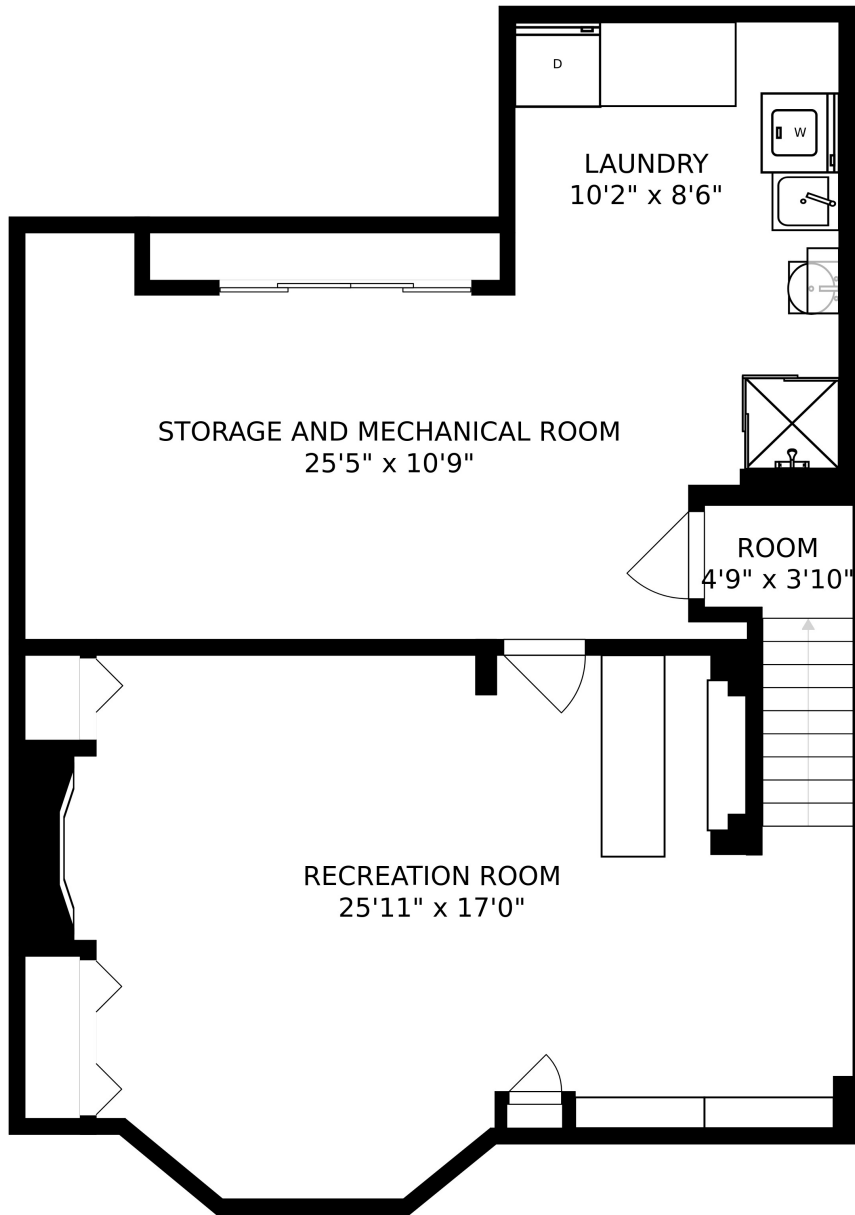 D
W
LAUNDRY
10'2" x 8'6"
STORAGE AND MECHANICAL ROOM
25'5" x 10'9"
ROOM
4'9" x 3'10"
RECREATION ROOM
25'11" x 17'0"